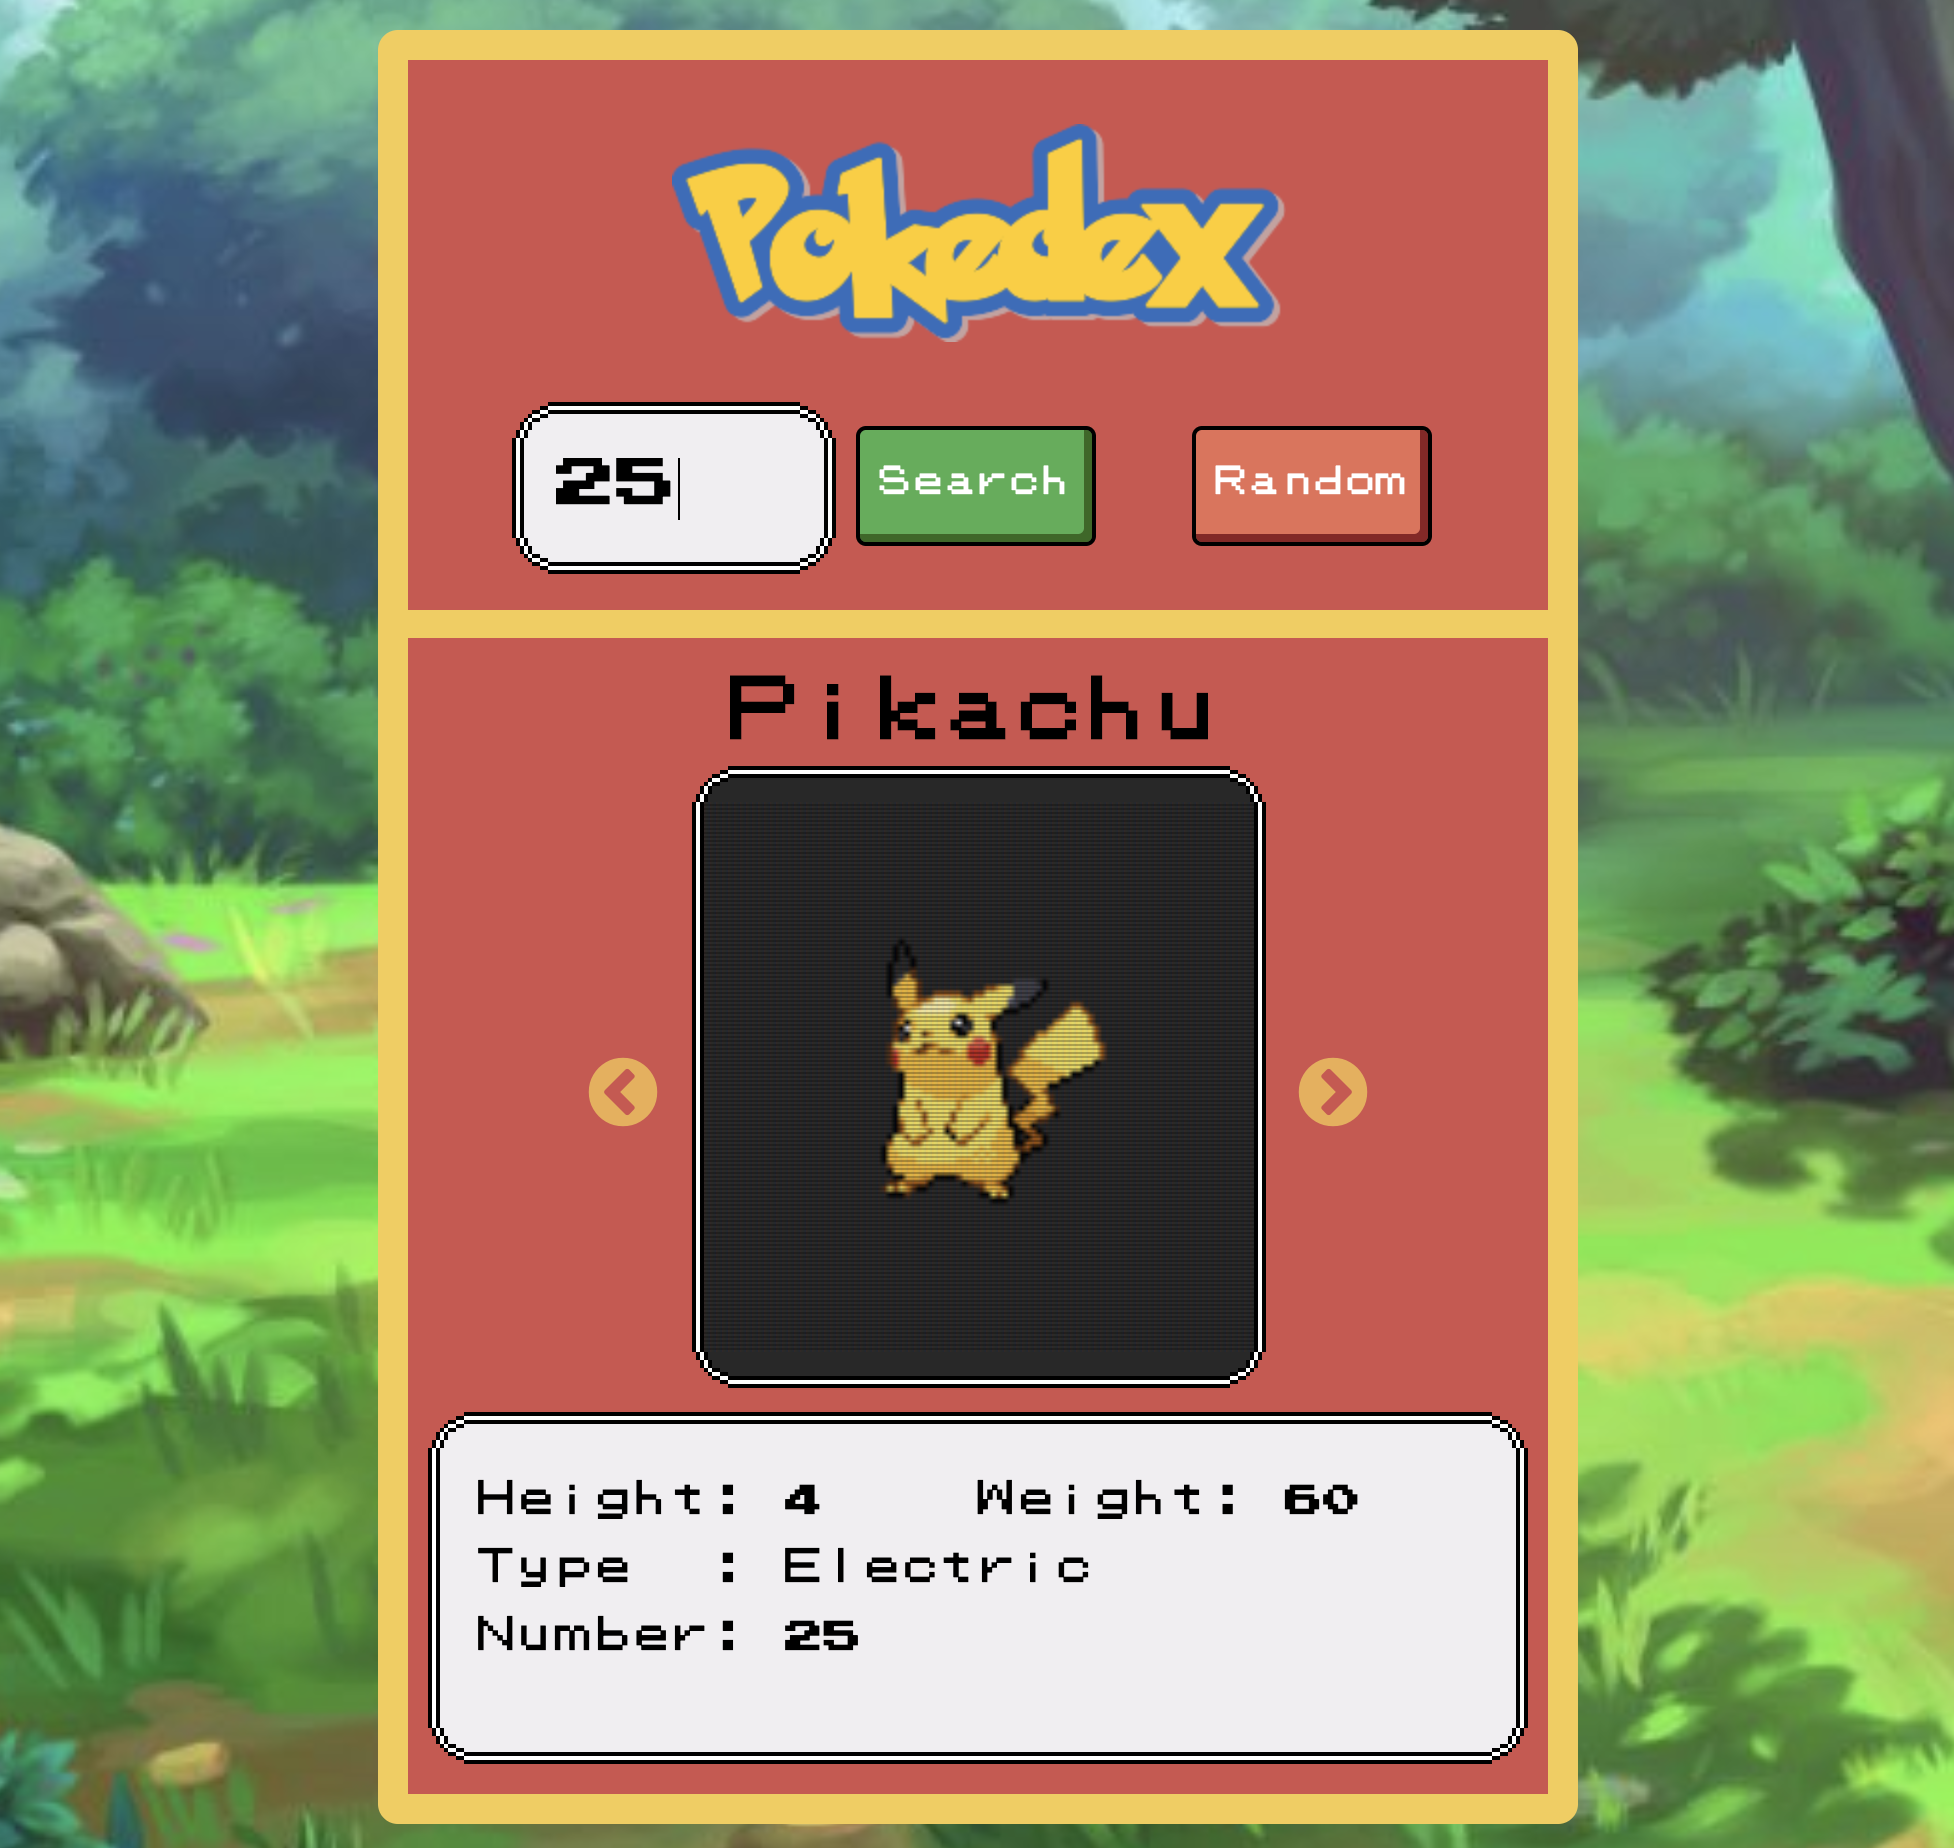 Pokedex
25 Search Random
Pikachu
Height: 4 Weight: 60
Type : Electric
Number: 25